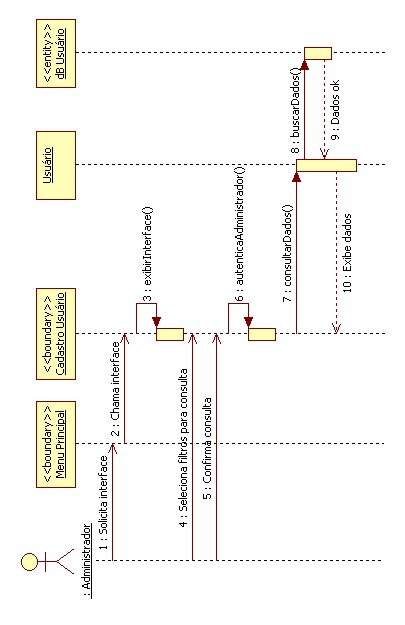 : Administrador
<<boundary>>
Menu Principal
<<boundary>>
Cadastro Usuário
Usuário
<<entity>>
dB Usuário
1 : Solicita interface
2 : Chama interface
3 : exibirInterface()
4 : Seleciona filtros para consulta
5 : Confirma consulta
6 : autenticaAdministrador()
7 : consultarDados()
8 : buscarDados()
9 : Dados ok
10 : Exibe dados